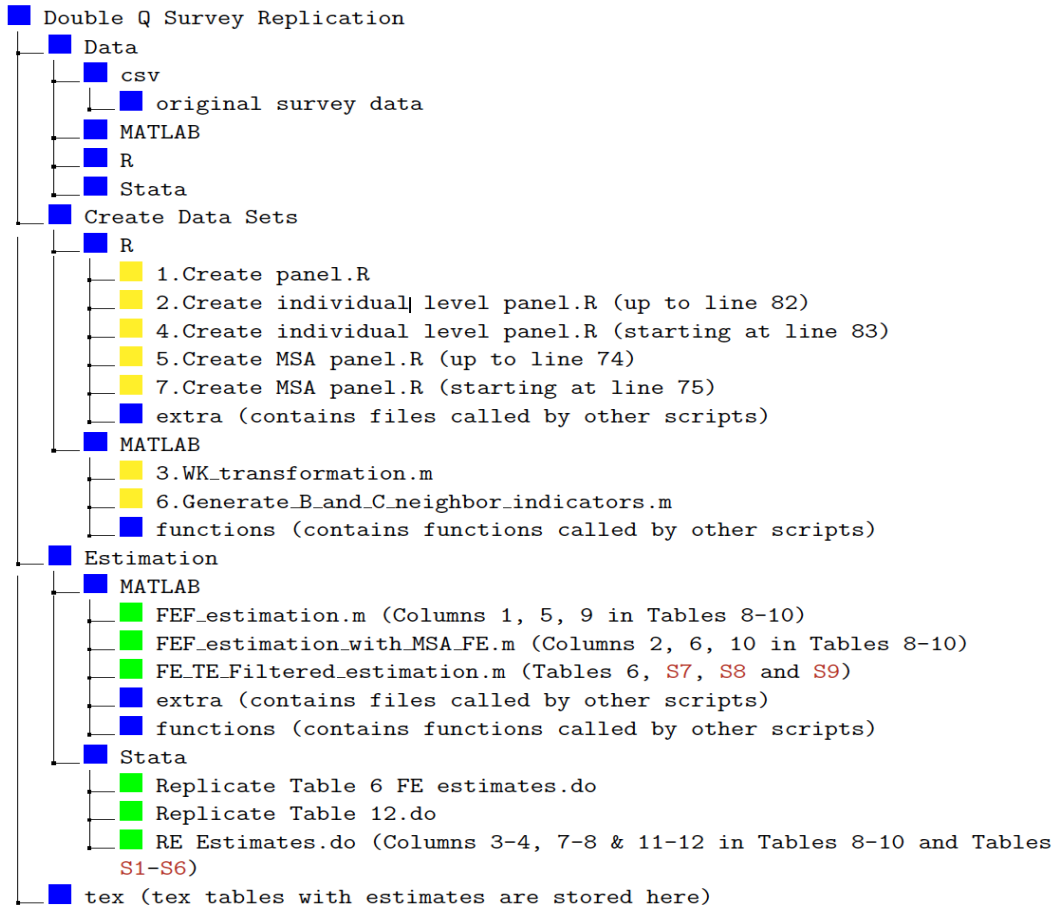 Double Q Survey Replication
Data
csv
original survey data
MATLAB
R
Stata
Create Data Sets
R
1.Create panel.R
2.Create individual level panel.R (up to line 82)
4.Create individual level panel.R (starting at line 83)
5.Create MSA panel.R (up to line 74)
7.Create MSA panel.R (starting at line 75)
extra (contains files called by other scripts)
MATLAB
3.WK_transformation.m
6.Generate_B_and_C_neighbor_indicators.m
functions (contains functions called by other scripts)
Estimation
MATLAB
FEF_estimation.m (Columns 1, 5, 9 in Tables 8-10)
FEF_estimation_with_MSA_FE.m (Columns 2, 6, 10 in Tables 8-10)
FE_TE_Filtered_estimation.m (Tables 6, S7, S8 and S9)
extra (contains files called by other scripts)
functions (contains functions called by other scripts)
Stata
Replicate Table 6 FE estimates.do
Replicate Table 12.do
RE Estimates.do (Columns 3-4, 7-8 & 11-12 in Tables 8-10 and Tables
S1-S6)
tex (tex tables with estimates are stored here)